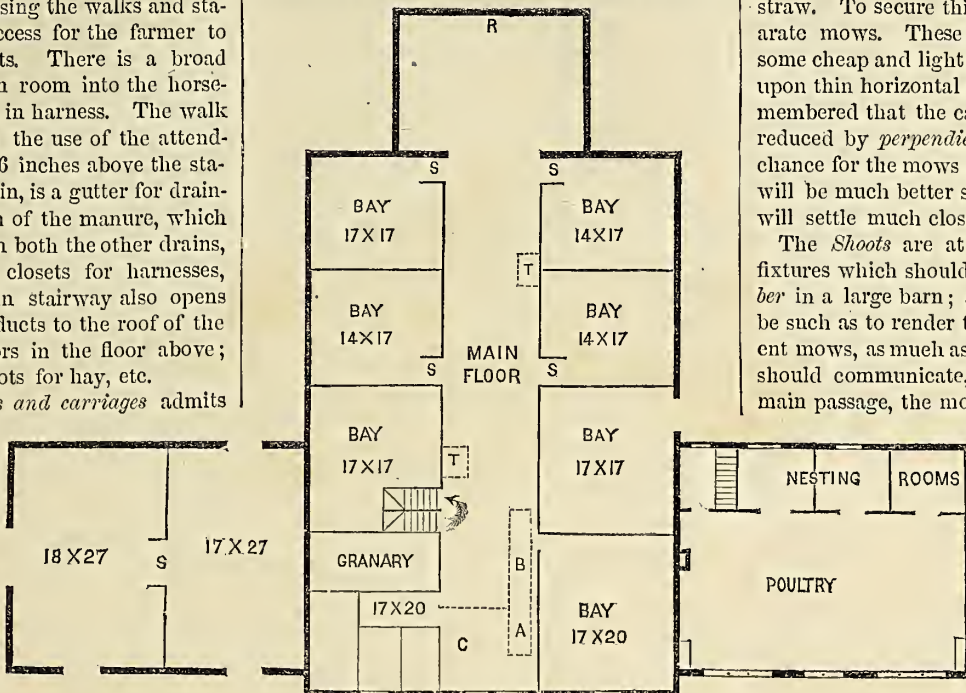 sing the walks and sta-
ccess for the farmer to
ts. There is a broad
n room into the horse-
in harness. The walk
the use of the attend-
6 inches above the sta-
in, is a gutter for drain-
n of the manure, which
n both the other drains,
closets for harnesses,
n stairway also opens
ducts to the roof of the
rs in the floor above;
ots for hay, etc.
s and carriages admits
R
S
S
BAY
17 X 17
BAY
14X17
T
BAY
14X17
BAY
14X17
S
S
MAIN
FLOOR
BAY
17X17
T
BAY
17X17
GRANARY
17X20
B
A
C
BAY
17 X20
18 X27
S
17 X 27
NESTING ROOMS
POULTRY
straw. To secure thi
arate mows. These
some cheap and light
upon thin horizontal
membered that the ca
reduced by perpendic
chance for the mows
will be much better s
will settle much clos
The Shoots are at
fixtures which should
ber in a large barn;
be such as to render t
ent mows, as much as
should communicate,
main passage, the mo